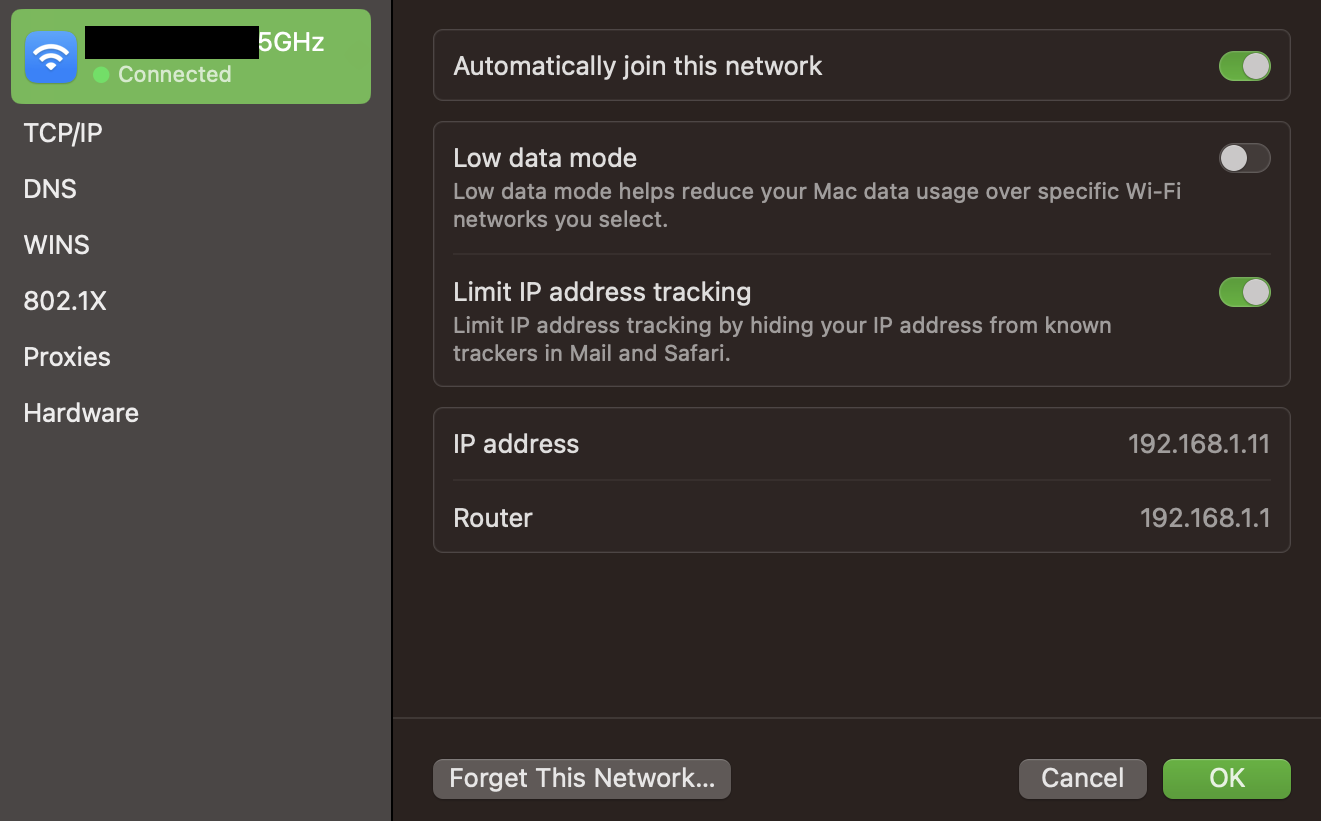 5GHz
Connected
TCP/IP
DNS
WINS
802.1X
Proxies
Hardware
Automatically join this network
Low data mode
Low data mode helps reduce your Mac data usage over specific Wi-Fi
networks you select.
Limit IP address tracking
Limit IP address tracking by hiding your IP address from known
trackers in Mail and Safari.
IP address 192.168.1.11
Router 192.168.1.1
Forget This Network... Cancel OK